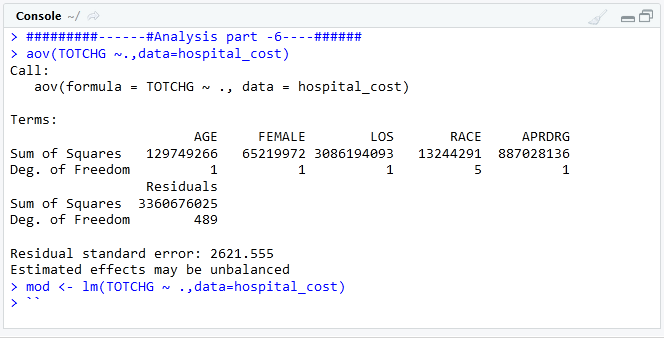 Console ~/
> #########------#Analysis part -6----######
> aov(TOTCHG ~.,data=hospital_cost)
Call:
   aov(formula = TOTCHG ~ ., data = hospital_cost)

Terms:
                       AGE     FEMALE        LOS       RACE     APRDRG
Sum of Squares   129749266   65219972 3086194093   13244291  887028136
Deg. of Freedom          1          1          1          5          1
                 Residuals
Sum of Squares  3360676025
Deg. of Freedom        489

Residual standard error: 2621.555
Estimated effects may be unbalanced
> mod <- lm(TOTCHG ~ .,data=hospital_cost)
> ``